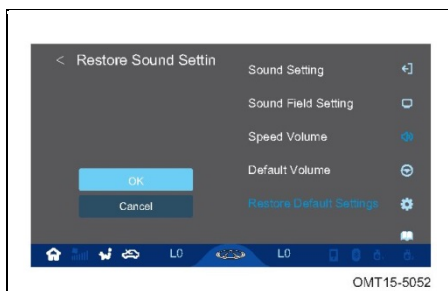 < Restore Sound Settin
Sound Setting
Sound Field Setting
Speed Volume
Default Volume
OK
Cancel
Restore Default Settings
L0
L0
OMT15-5052